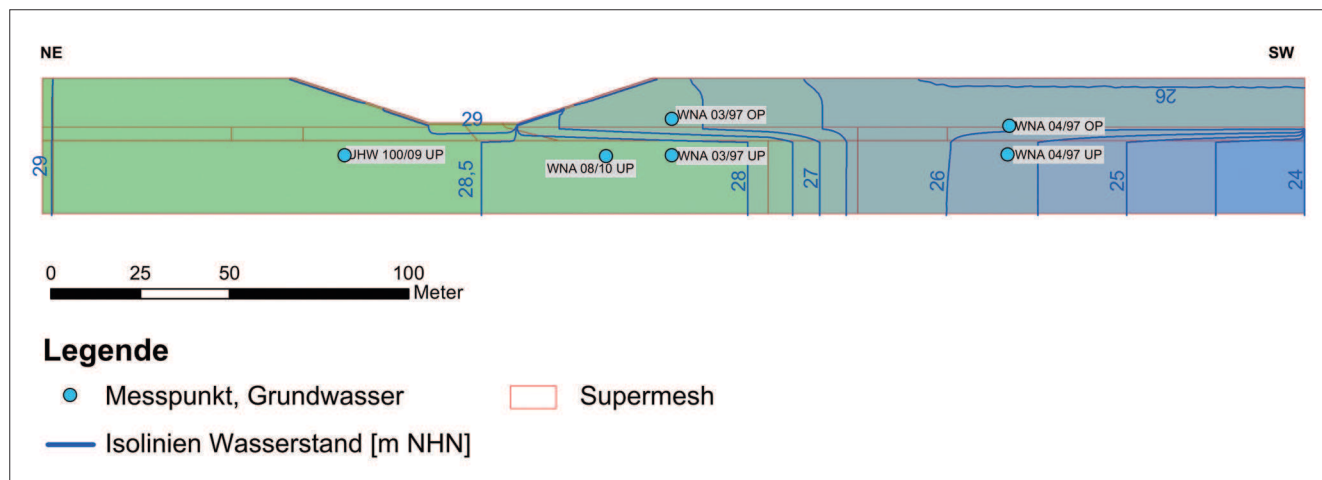 NE
SW
26
WNA 03/97 OP
29
WNA 04/97 OP
JHW 100/09 UP
WNA 08/10 UP
WNA 03/97 UP
WNA 04/97 UP
29
28,5
28
27
26
25
24
0 25 50 100
Meter
Legende
Messpunkt, Grundwasser
Supermesh
Isolinien Wasserstand [m NHN]